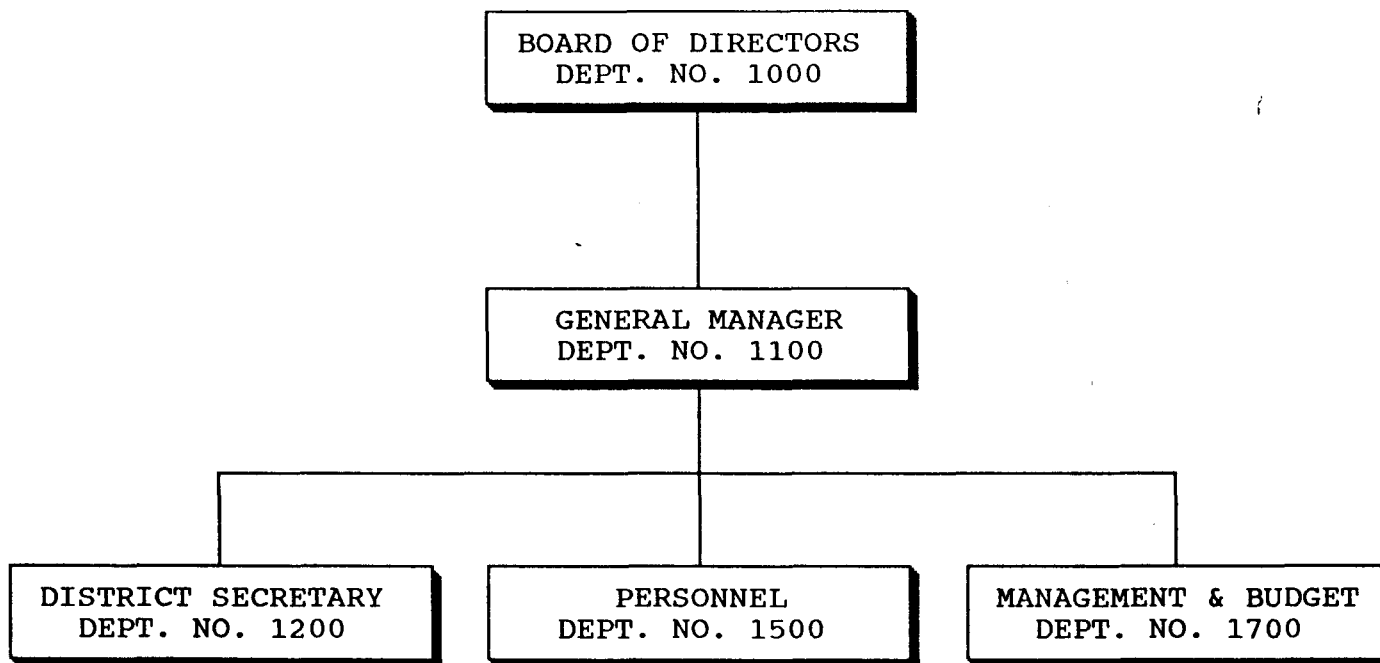 BOARD OF DIRECTORS
DEPT. NO. 1000
GENERAL MANAGER
DEPT. NO. 1100
DISTRICT SECRETARY
DEPT. NO. 1200
PERSONNEL
DEPT. NO. 1500
MANAGEMENT & BUDGET
DEPT. NO. 1700